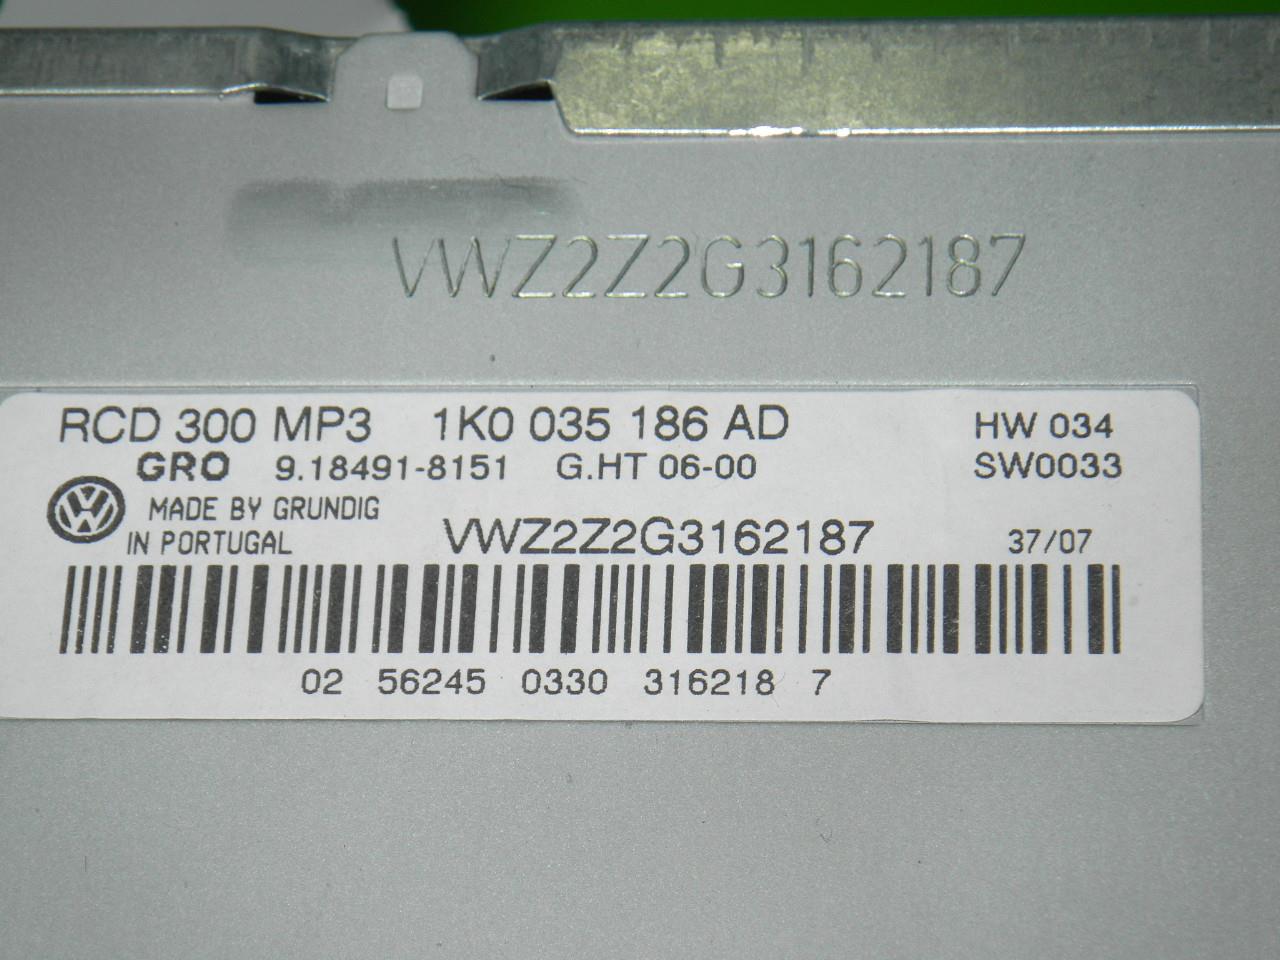 VWZ2Z2G3162187
RCD 300 MP3 1K0 035 186 AD HW 034
GRO 9.18491-8151 G.HT 06-00 SW0033
MADE BY GRUNDIG
IN PORTUGAL VWZ2Z2G3162187 37/07
02 56245 0330 316218 7